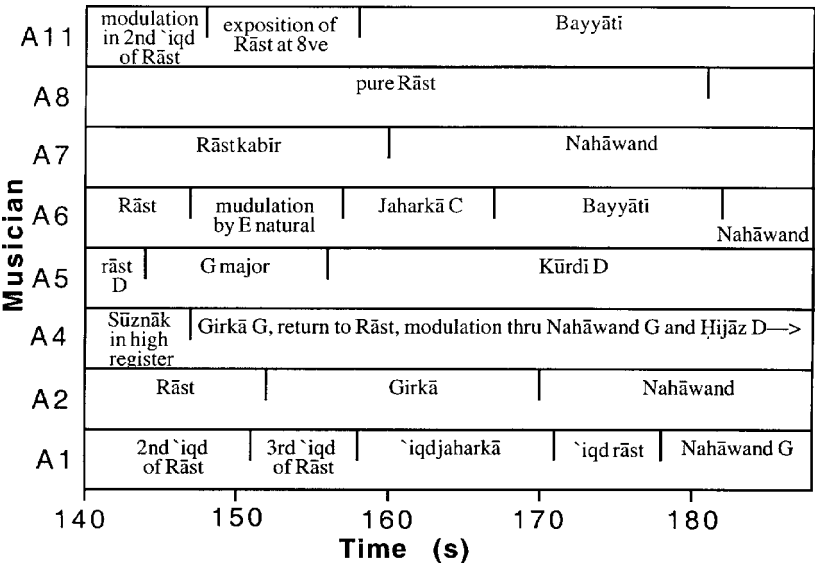 A11
modulation
in 2nd `iqd
of Rāst
exposition of
Rāst at 8ve
Bayyāti
A8
pure Rāst
A7
Rāstkabir
Nahāwand
A6
Rāst
mudulation
by E natural
Jaharkā C
Bayyāti
Nahāwand
A5
rāst
D
G major
Kūrdi D
A4
Sūznāk
in high
register
Girkā G, return to Rāst, modulation thru Nahāwand G and Ḥijāz D—>
A2
Rāst
Girkā
Nahāwand
A1
2nd `iqd
of Rāst
3rd `iqd
of Rāst
`iqdjaharkā
`iqd rāst
Nahāwand G
Musician
140 150 160 170 180
Time (s)